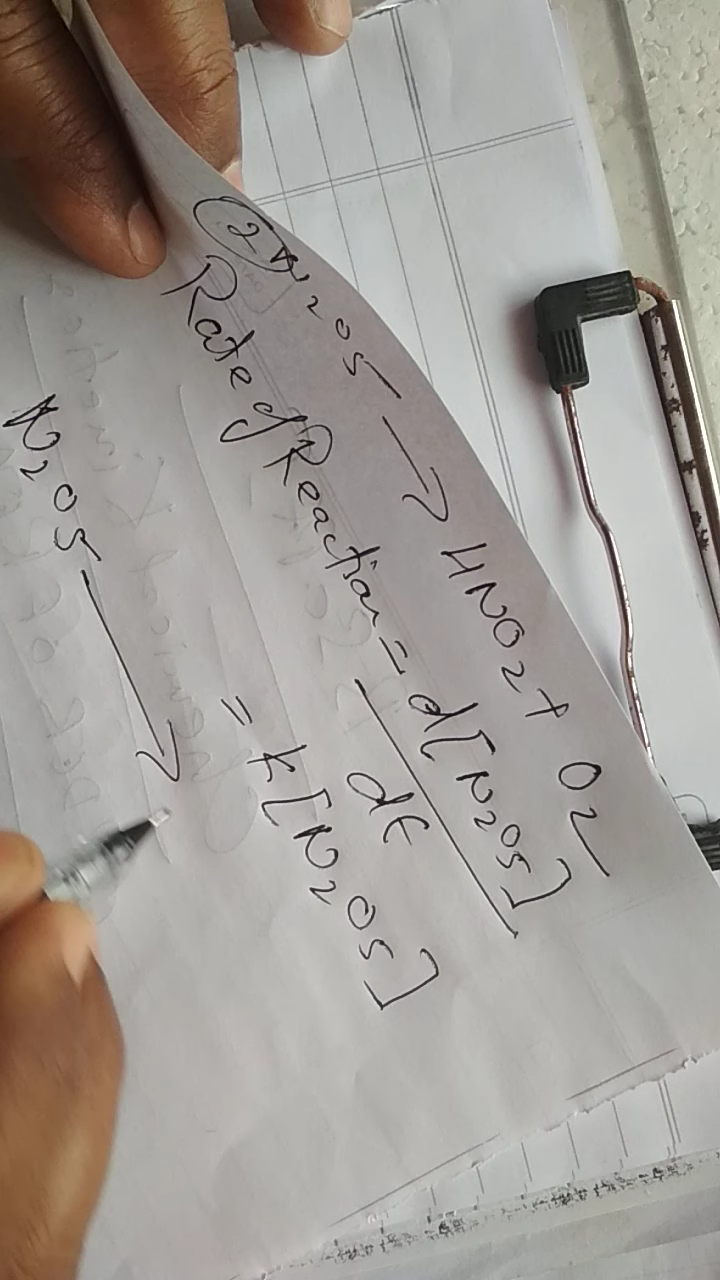 2N2O5 → 4NO2 + O2
Rate of Reaction = d[N2O5]
dt
= k[N2O5]
N2O5 →